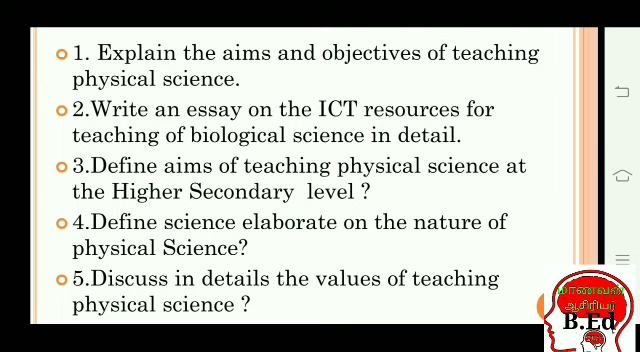 1. Explain the aims and objectives of teaching
physical science.
2.Write an essay on the ICT resources for
teaching of biological science in detail.
3.Define aims of teaching physical science at
the Higher Secondary level ?
4.Define science elaborate on the nature of
physical Science?
5.Discuss in details the values of teaching
physical science ?
மாணவன்
ஆசிரியர்
B.Ed